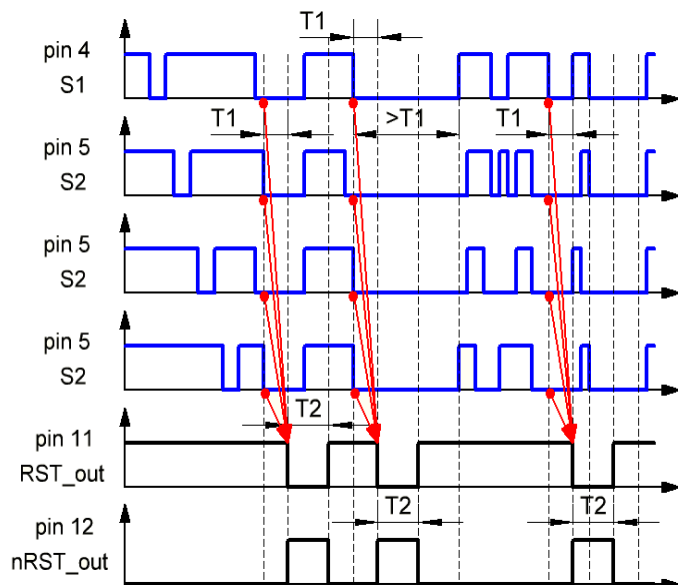 T1
pin 4
S1
T1
>T1
T1
pin 5
S2
pin 5
S2
pin 5
S2
T2
pin 11
RST_out
T2
T2
pin 12
nRST_out